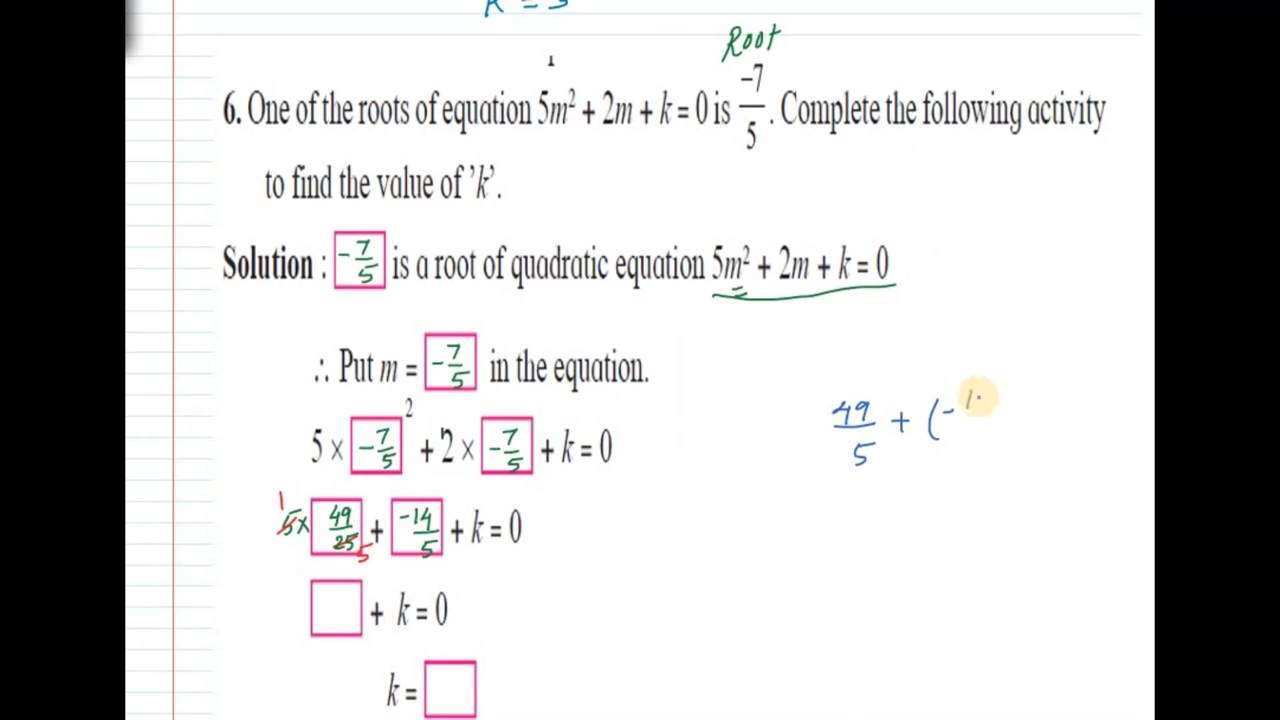 Root
6. One of the roots of equation 5m² + 2m + k = 0 is -7/5. Complete the following activity
to find the value of 'k'.
Solution : -7/5 is a root of quadratic equation 5m² + 2m + k = 0
∴ Put m = -7/5 in the equation.
5 × -7/5 ² + 2 × -7/5 + k = 0
49/5 + (-1
1 5× 49/25 5 + -14/5 + k = 0
+ k = 0
k =